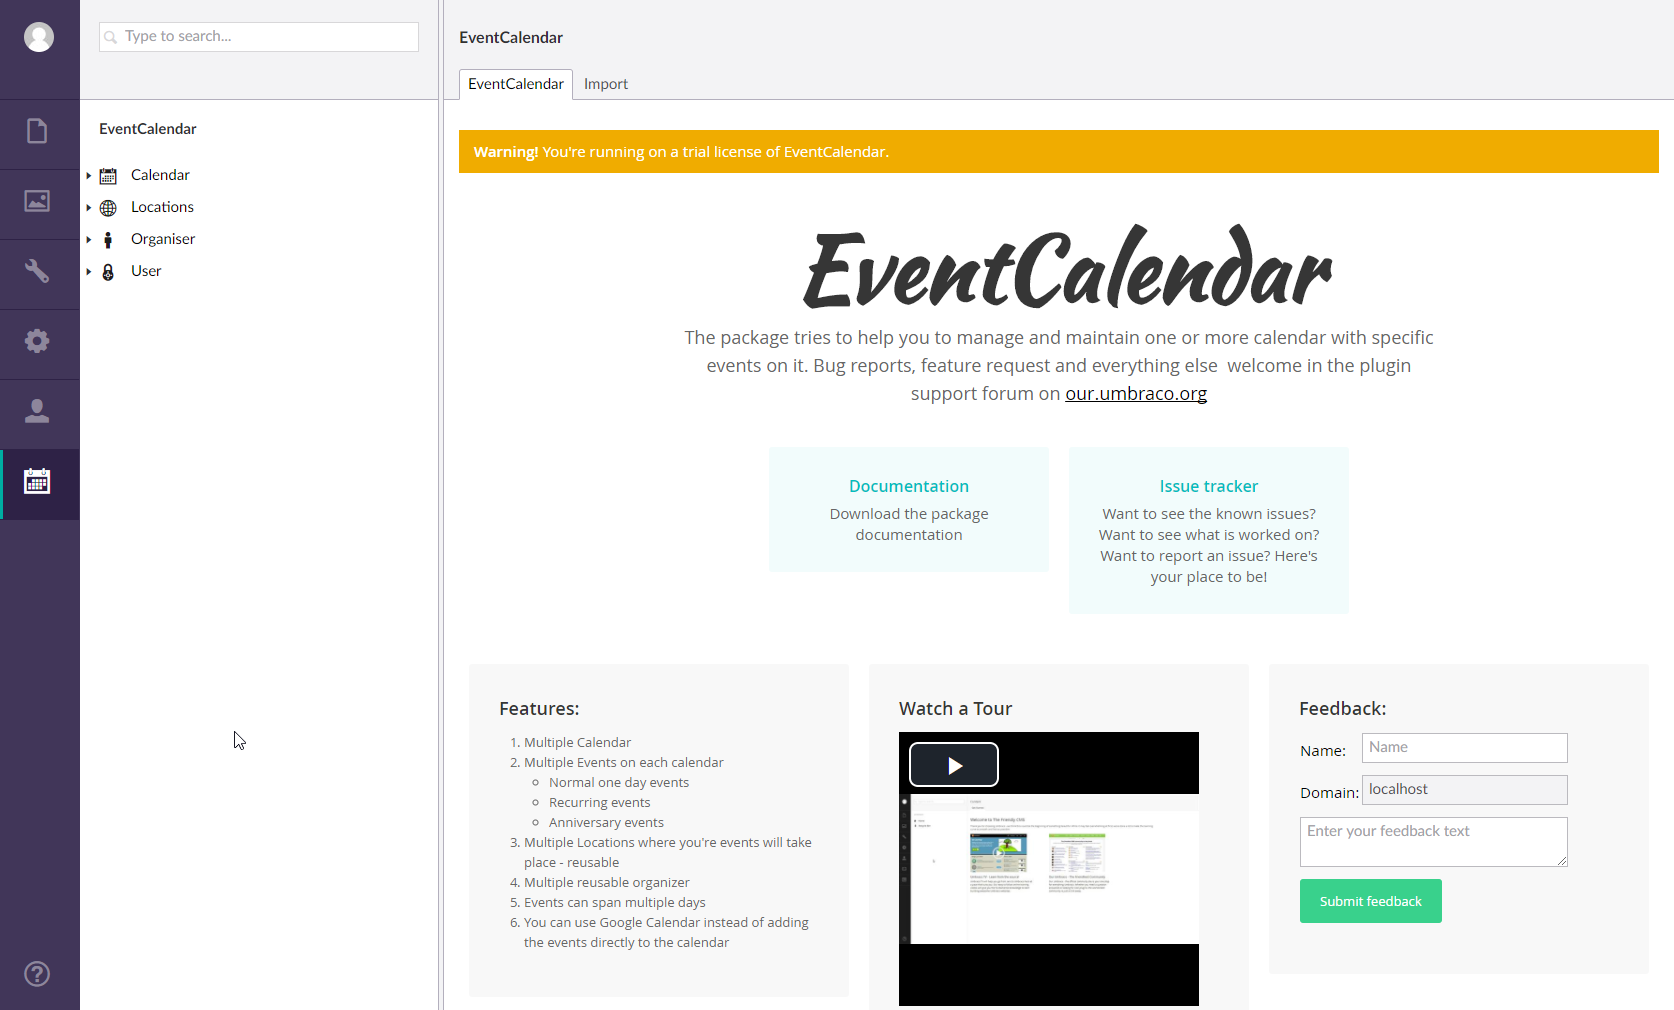 Type to search...
EventCalendar
Calendar
Locations
Organiser
User
EventCalendar
EventCalendar
Import
Warning! You're running on a trial license of EventCalendar.
EventCalendar
The package tries to help you to manage and maintain one or more calendar with specific
events on it. Bug reports, feature request and everything else  welcome in the plugin
support forum on our.umbraco.org
Documentation
Download the package
documentation
Issue tracker
Want to see the known issues?
Want to see what is worked on?
Want to report an issue? Here's
your place to be!
Features:
1. Multiple Calendar
2. Multiple Events on each calendar
Normal one day events
Recurring events
Anniversary events
3. Multiple Locations where you're events will take
place - reusable
4. Multiple reusable organizer
5. Events can span multiple days
6. You can use Google Calendar instead of adding
the events directly to the calendar
Watch a Tour
Feedback:
Name: Name
Domain: localhost
Enter your feedback text
Submit feedback